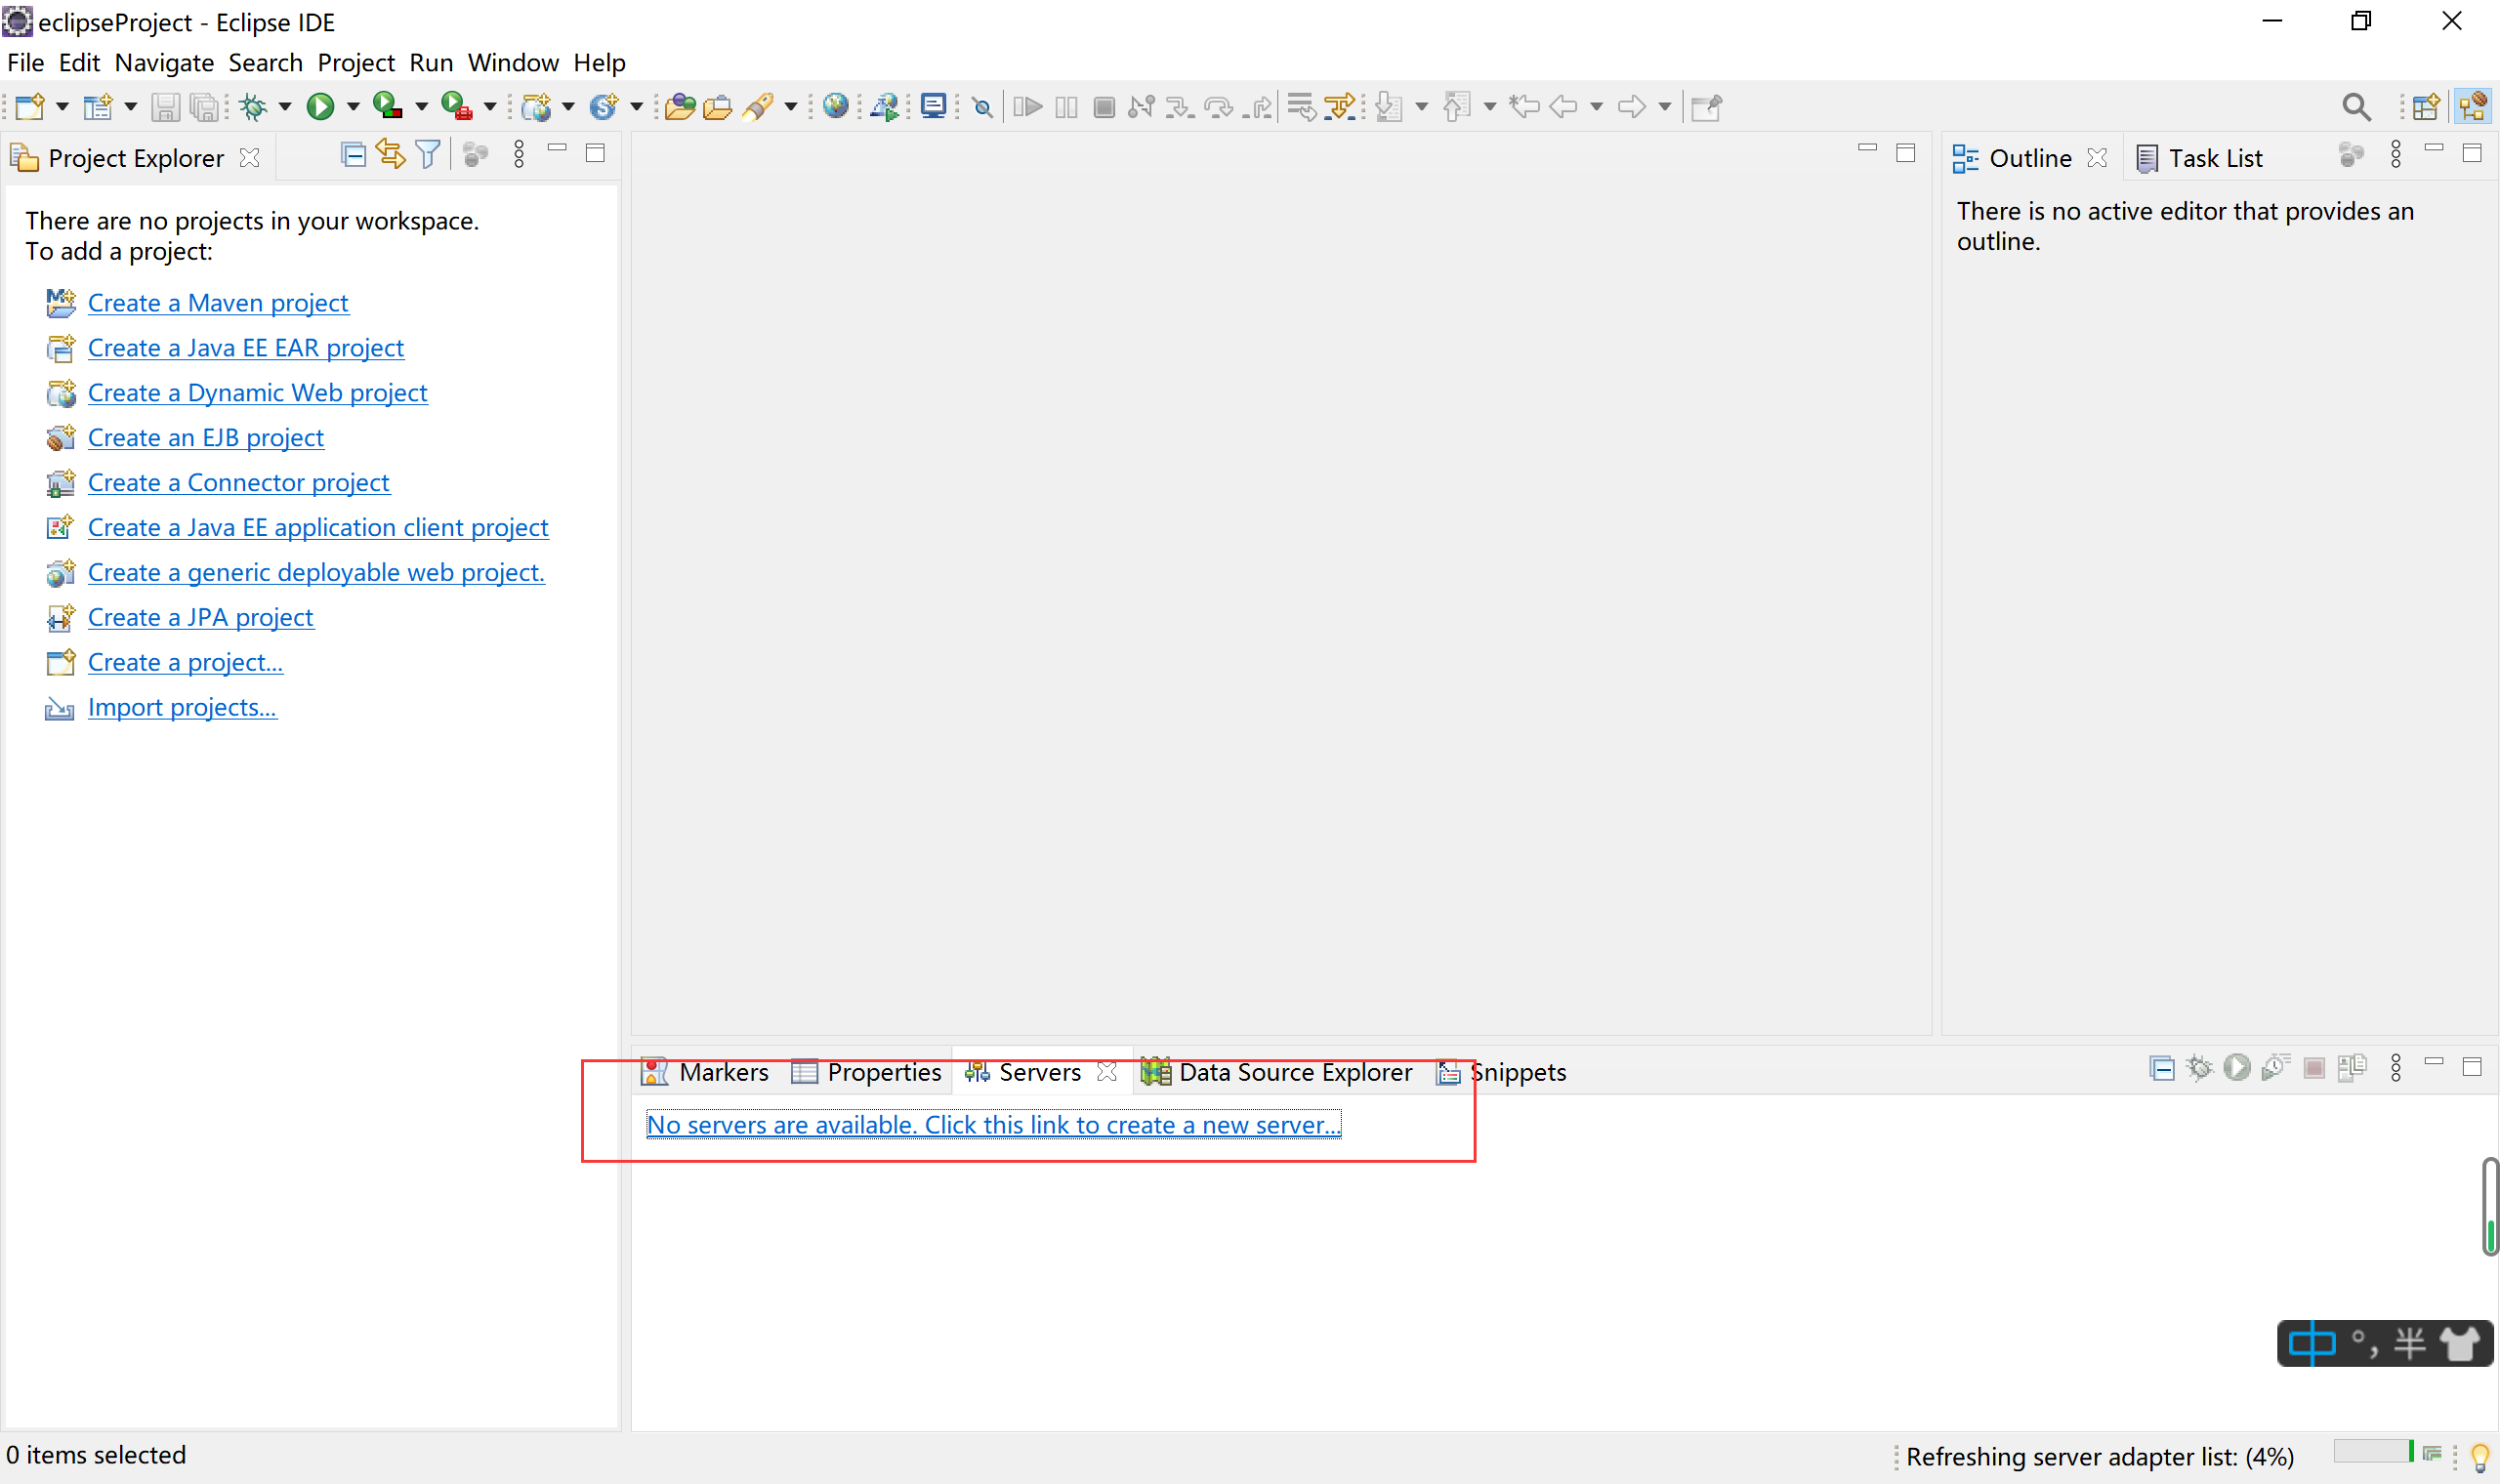 eclipseProject - Eclipse IDE
File Edit Navigate Search Project Run Window Help
Project Explorer
There are no projects in your workspace.
To add a project:
Create a Maven project
Create a Java EE EAR project
Create a Dynamic Web project
Create an EJB project
Create a Connector project
Create a Java EE application client project
Create a generic deployable web project.
Create a JPA project
Create a project...
Import projects...
Outline Task List
There is no active editor that provides an
outline.
Markers Properties Servers Data Source Explorer Snippets
No servers are available. Click this link to create a new server...
中 °, 半
0 items selected
Refreshing server adapter list: (4%)